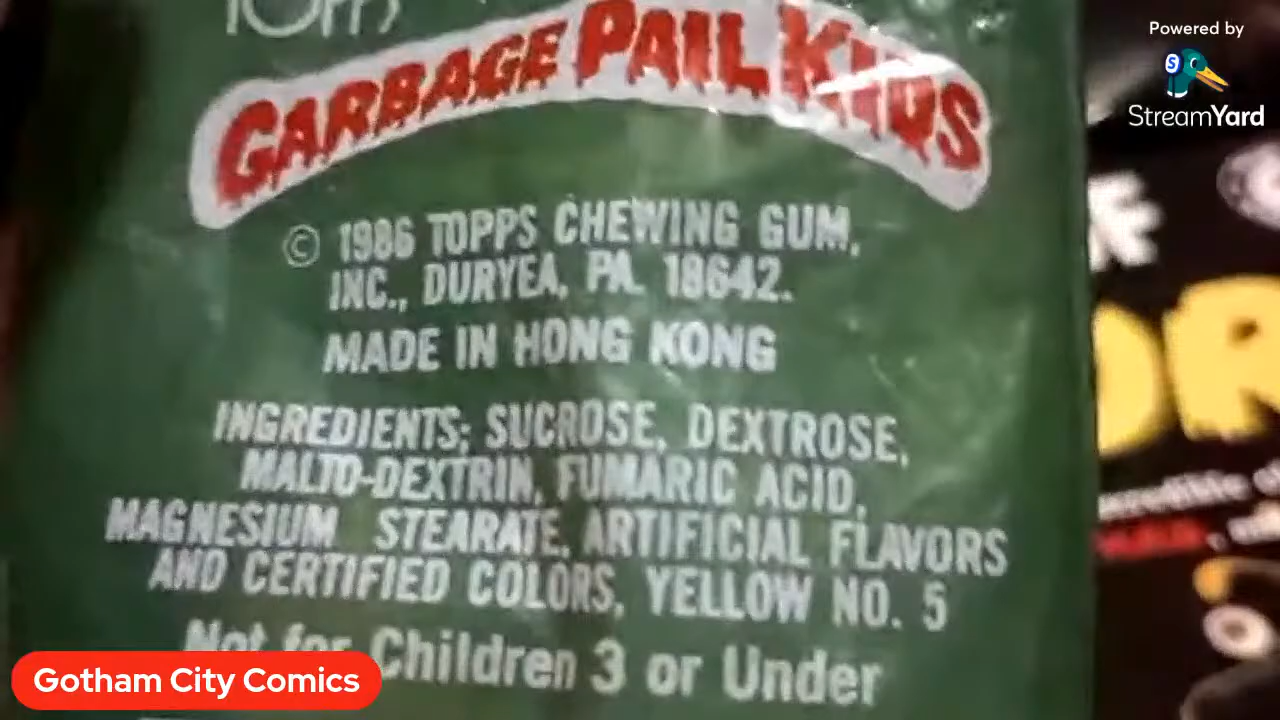 Powered by
StreamYard
TOPPS
GARBAGE PAIL KIDS
© 1986 TOPPS CHEWING GUM,
INC., DURYEA, PA. 18642.
MADE IN HONG KONG
INGREDIENTS; SUCROSE, DEXTROSE,
MALTO-DEXTRIN, FUMARIC ACID,
MAGNESIUM STEARATE, ARTIFICIAL FLAVORS
AND CERTIFIED COLORS, YELLOW NO. 5
Not for Children 3 or Under
Gotham City Comics